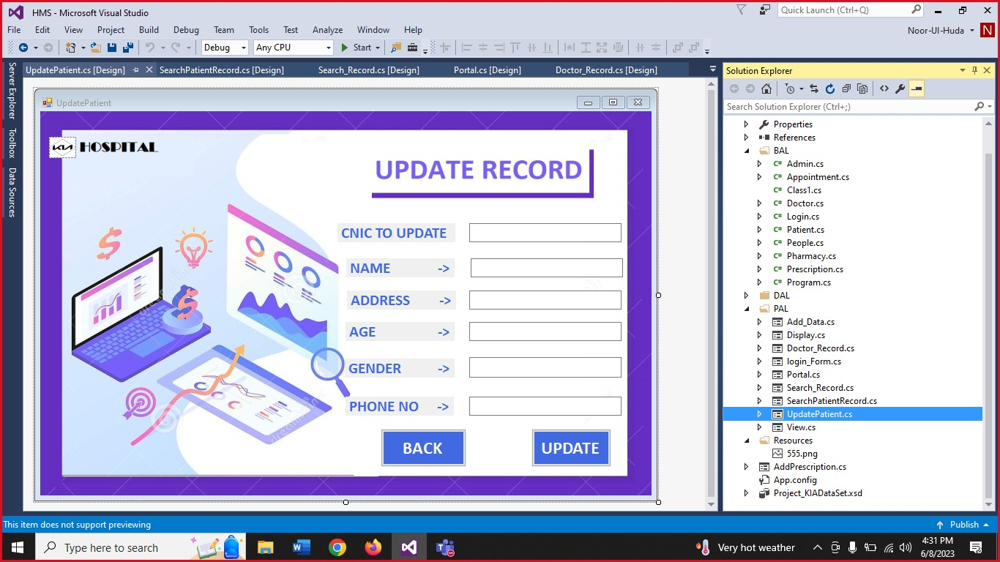 HMS - Microsoft Visual Studio
Quick Launch (Ctrl+Q)
File Edit View Project Build Debug Team Tools Test Analyze Window Help
Noor-Ul-Huda N
Debug Any CPU Start
UpdatePatient.cs [Design] SearchPatientRecord.cs [Design] Search_Record.cs [Design] Portal.cs [Design] Doctor_Record.cs [Design]
Server Explorer
Toolbox
Data Sources
UpdatePatient
HOSPITAL
UPDATE RECORD
CNIC TO UPDATE
NAME ->
ADDRESS ->
AGE ->
GENDER ->
PHONE NO ->
BACK UPDATE
Solution Explorer
Search Solution Explorer (Ctrl+;)
Properties
References
BAL
C# Admin.cs
C# Appointment.cs
C# Class1.cs
C# Doctor.cs
C# Login.cs
C# Patient.cs
C# People.cs
C# Pharmacy.cs
C# Prescription.cs
C# Program.cs
DAL
PAL
Add_Data.cs
Display.cs
Doctor_Record.cs
login_Form.cs
Portal.cs
Search_Record.cs
SearchPatientRecord.cs
UpdatePatient.cs
View.cs
Resources
555.png
AddPrescription.cs
App.config
Project_KIADataSet.xsd
This item does not support previewing
Publish
Type here to search
Very hot weather
4:31 PM
6/8/2023